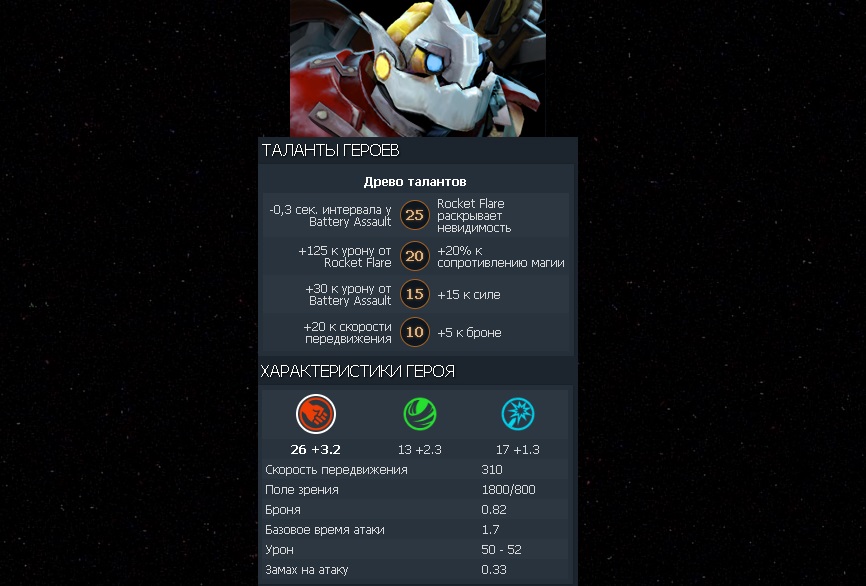 ТАЛАНТЫ ГЕРОЕВ
Древо талантов
-0,3 сек. интервала у
Battery Assault
25
Rocket Flare
раскрывает
невидимость
+125 к урону от
Rocket Flare
20
+20% к
сопротивлению магии
+30 к урону от
Battery Assault
15
+15 к силе
+20 к скорости
передвижения
10
+5 к броне
ХАРАКТЕРИСТИКИ ГЕРОЯ
26 +3.2 13 +2.3 17 +1.3
Скорость передвижения 310
Поле зрения 1800/800
Броня 0.82
Базовое время атаки 1.7
Урон 50 - 52
Замах на атаку 0.33